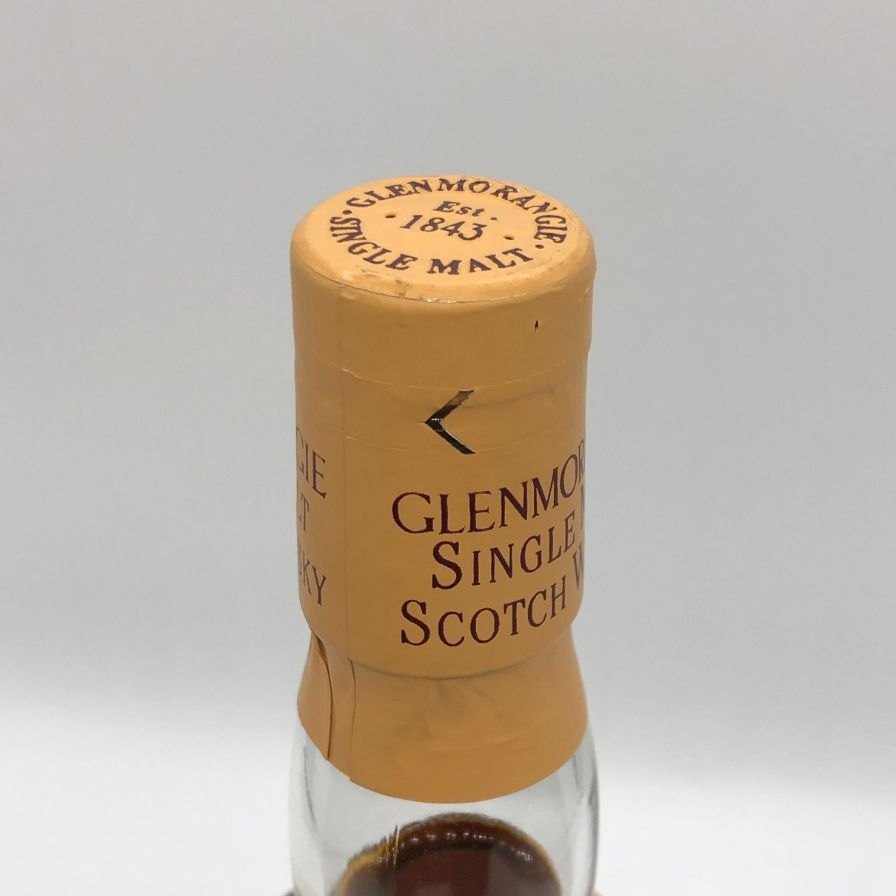 GLENMORANGIE
Est.
1843
SINGLE MALT
GLENMOR
SINGLE
SCOTCH W
GIE
LT
KY